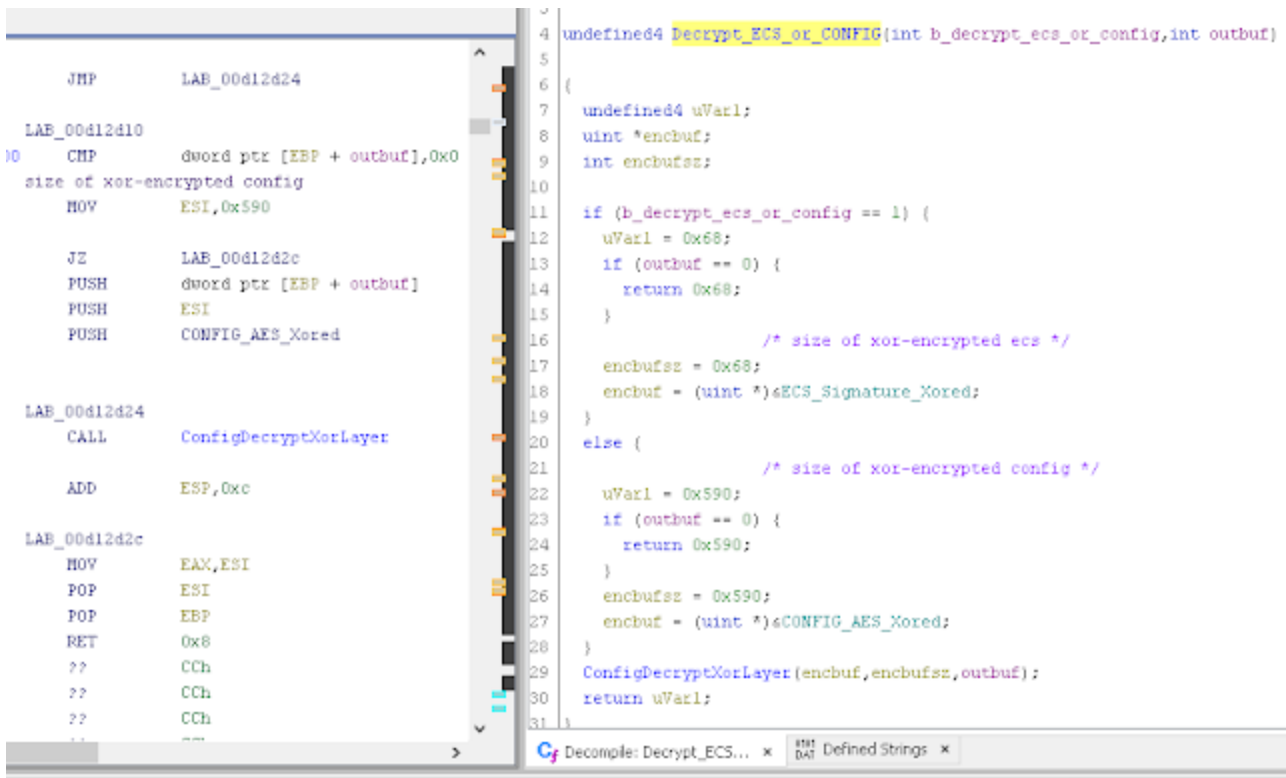 JMP LAB_00d12d24
LAB_00d12d10
00 CMP dword ptr [EBP + outbuf],0x0
size of xor-encrypted config
MOV ESI,0x590
JZ LAB_00d12d2c
PUSH dword ptr [EBP + outbuf]
PUSH ESI
PUSH CONFIG_AES_Xored
LAB_00d12d24
CALL ConfigDecryptXorLayer
ADD ESP,0xc
LAB_00d12d2c
MOV EAX,ESI
POP ESI
POP EBP
RET 0x8
?? CCh
?? CCh
?? CCh
4 undefined4 Decrypt_ECS_or_CONFIG(int b_decrypt_ecs_or_config,int outbuf)
5
6 {
7 undefined4 uVar1;
8 uint *encbuf;
9 int encbufsz;
10
11 if (b_decrypt_ecs_or_config == 1) {
12 uVar1 = 0x68;
13 if (outbuf == 0) {
14 return 0x68;
15 }
16 /* size of xor-encrypted ecs */
17 encbufsz = 0x68;
18 encbuf = (uint *)&ECS_Signature_Xored;
19 }
20 else {
21 /* size of xor-encrypted config */
22 uVar1 = 0x590;
23 if (outbuf == 0) {
24 return 0x590;
25 }
26 encbufsz = 0x590;
27 encbuf = (uint *)&CONFIG_AES_Xored;
28 }
29 ConfigDecryptXorLayer(encbuf,encbufsz,outbuf);
30 return uVar1;
31 }
Decompile: Decrypt_ECS... × Defined Strings ×